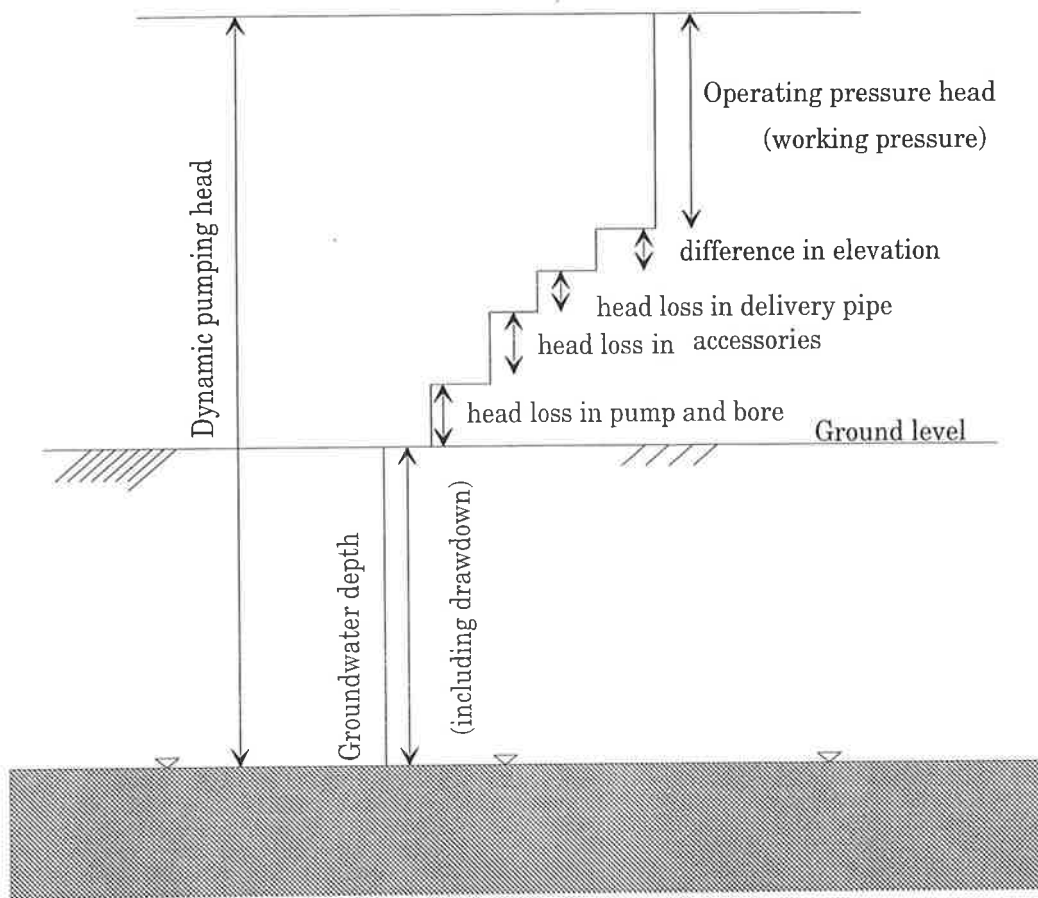 Operating pressure head
(working pressure)
Dynamic pumping head
difference in elevation
head loss in delivery pipe
head loss in accessories
head loss in pump and bore
Ground level
Groundwater depth
(including drawdown)